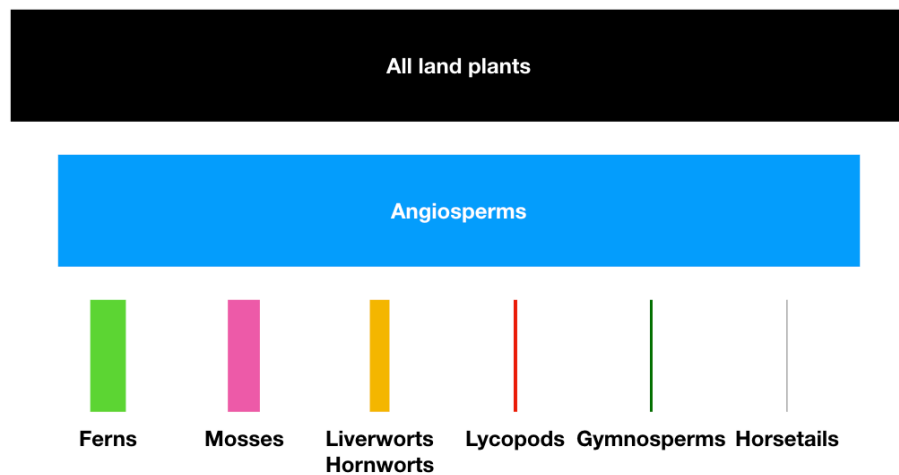 All land plants
Angiosperms
Ferns
Mosses
Liverworts
Hornworts
Lycopods
Gymnosperms
Horsetails